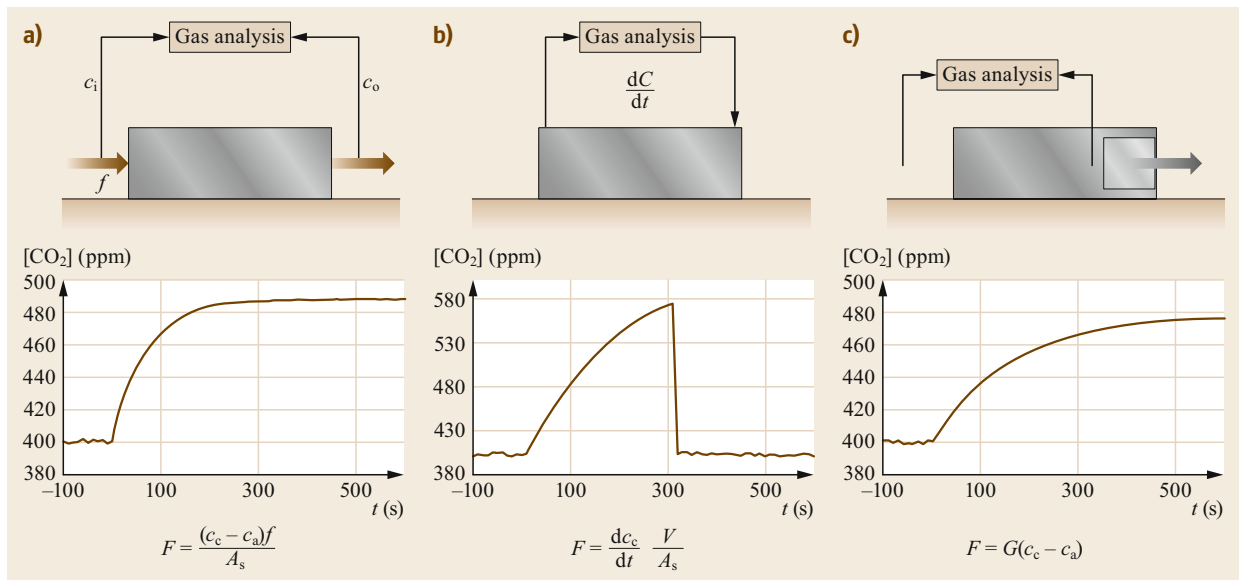 a)
Gas analysis
c_i
c_o
f
[CO₂] (ppm)
500
480
460
440
420
400
380
–100
100
300
500
t (s)
F = (c_c – c_a)f / A_s
b)
Gas analysis
dC/dt
[CO₂] (ppm)
580
530
480
430
380
–100
100
300
500
t (s)
F = dc_c/dt V/A_s
c)
Gas analysis
[CO₂] (ppm)
500
480
460
440
420
400
380
–100
100
300
500
t (s)
F = G(c_c – c_a)